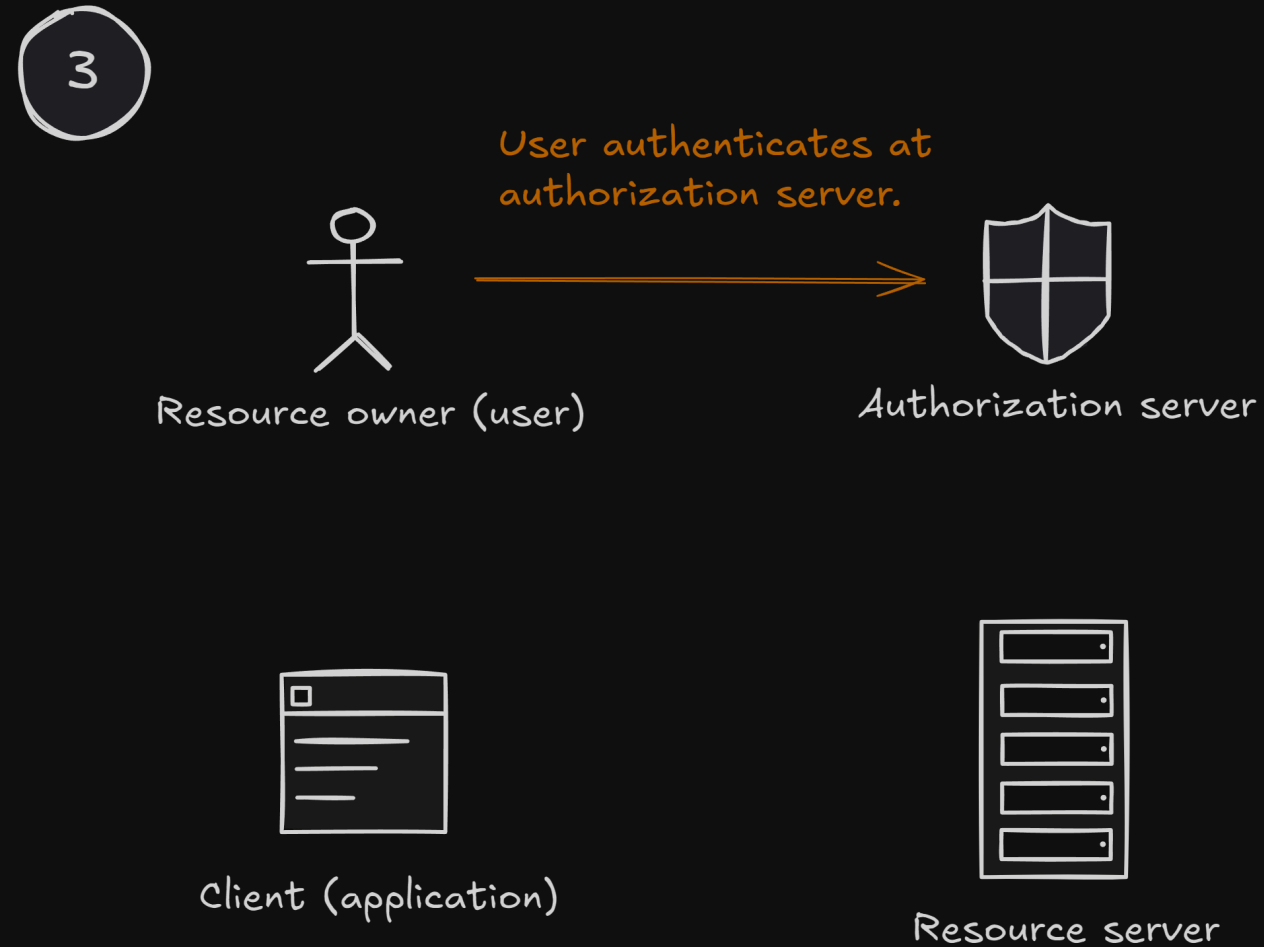 3
User authenticates at
authorization server.
Resource owner (user)
Authorization server
Client (application)
Resource server